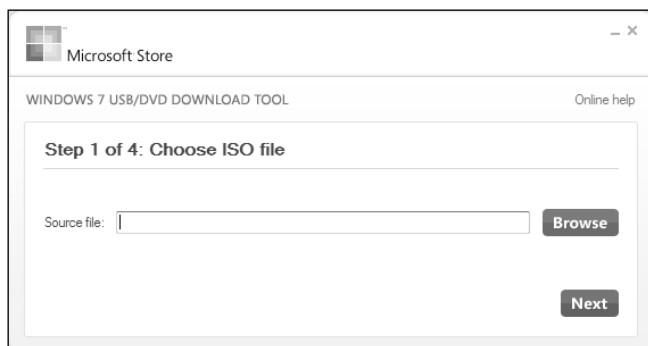 Microsoft Store
WINDOWS 7 USB/DVD DOWNLOAD TOOL Online help
Step 1 of 4: Choose ISO file
Source file: Browse
Next